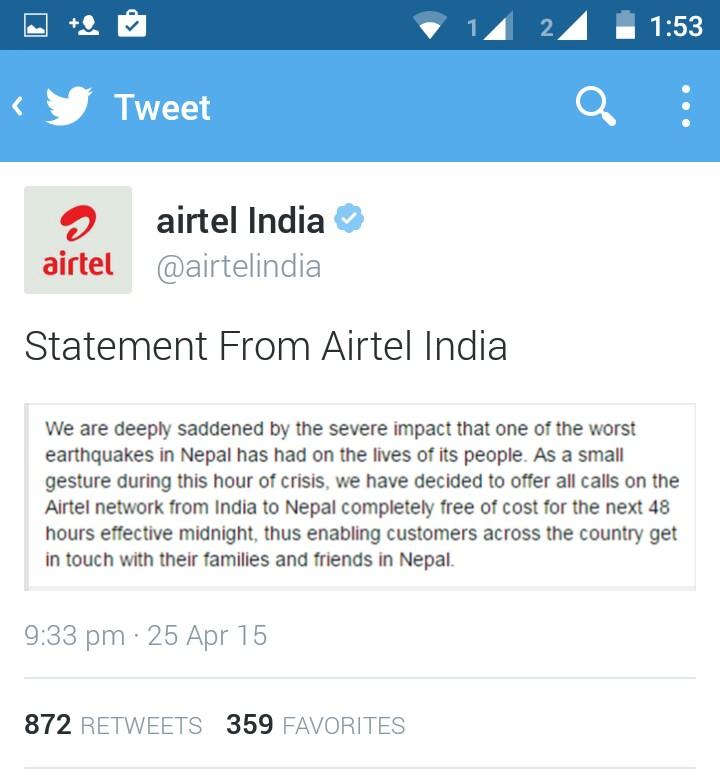 1 2 1:53
Tweet
airtel
airtel India
@airtelindia
Statement From Airtel India
We are deeply saddened by the severe impact that one of the worst
earthquakes in Nepal has had on the lives of its people. As a small
gesture during this hour of crisis, we have decided to offer all calls on the
Airtel network from India to Nepal completely free of cost for the next 48
hours effective midnight, thus enabling customers across the country get
in touch with their families and friends in Nepal.
9:33 pm · 25 Apr 15
872 RETWEETS 359 FAVORITES